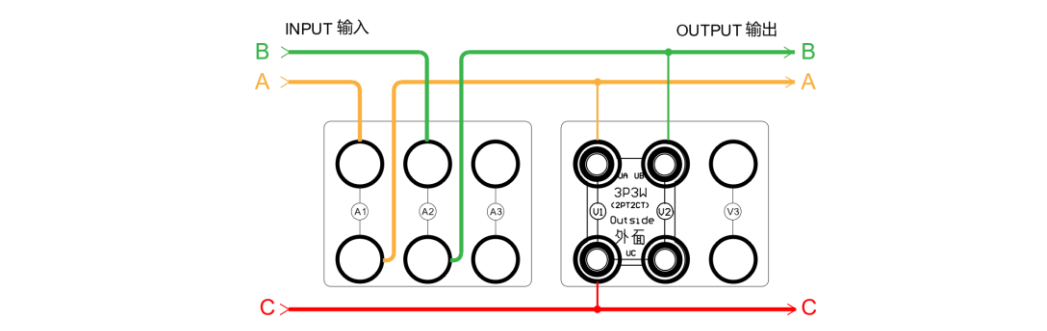 INPUT 输入
OUTPUT 输出
B
B
A
A
UA UB
3P3W
(2PT2CT)
A1
A2
A3
V1
V2
V3
Outside
外面
UC
C
C